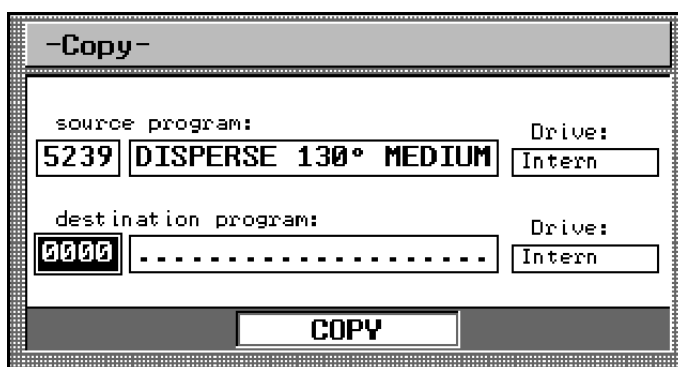 -Copy-
source program:
Drive:
5239 DISPERSE 130° MEDIUM Intern
destination program:
Drive:
0000 .................... Intern
COPY